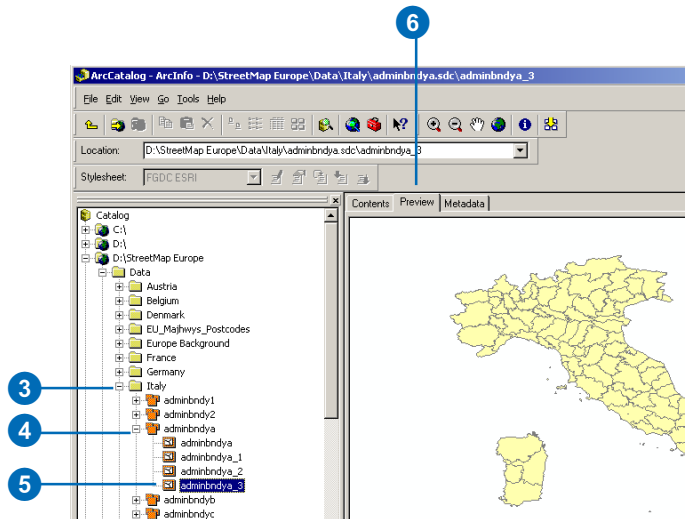 6
ArcCatalog - ArcInfo - D:\StreetMap Europe\Data\Italy\adminbndya.sdc\adminbndya_3
File Edit View Go Tools Help
Location: D:\StreetMap Europe\Data\Italy\adminbndya.sdc\adminbndya_3
Stylesheet: FGDC ESRI
Contents Preview Metadata
Catalog
C:\
D:\
D:\StreetMap Europe
Data
Austria
Belgium
Denmark
EU_Majhwys_Postcodes
Europe Background
France
Germany
3 Italy
adminbndy1
adminbndy2
4 adminbndya
adminbndya
adminbndya_1
adminbndya_2
5 adminbndya_3
adminbndyb
adminbndyc